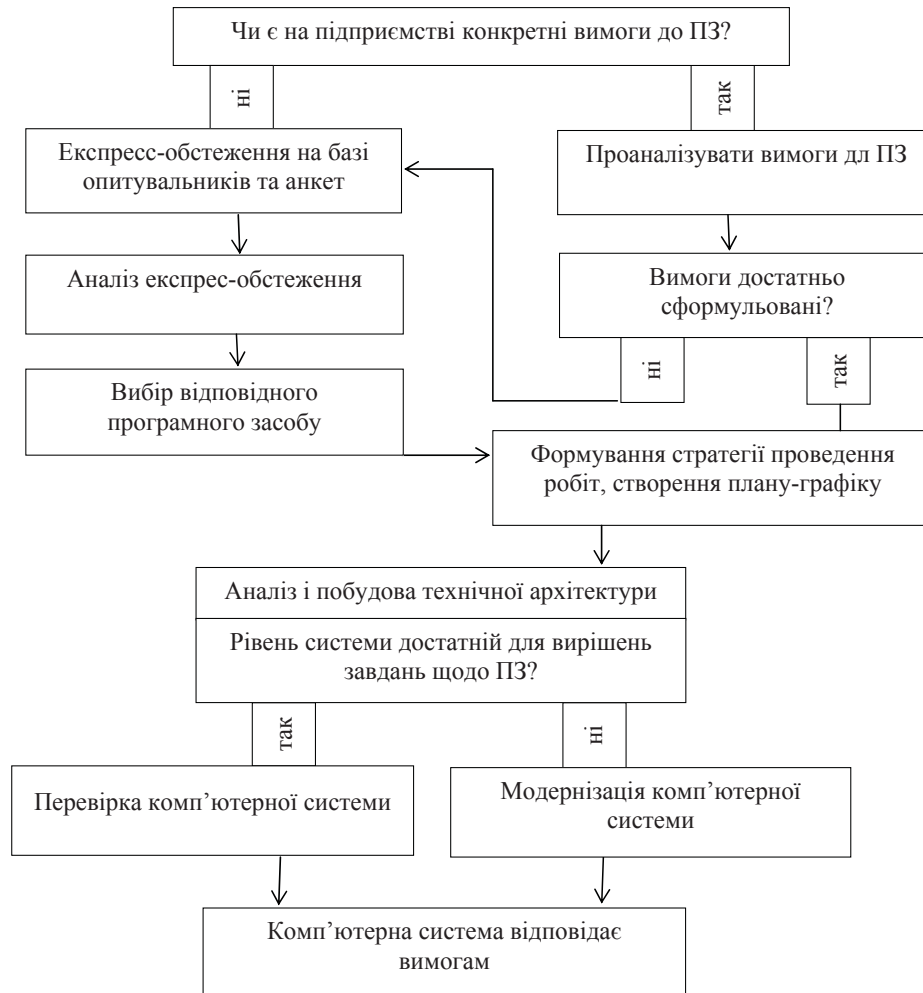 Чи є на підприємстві конкретні вимоги до ПЗ?
ні
так
Експресс-обстеження на базі
опитувальників та анкет
Проаналізувати вимоги дл ПЗ
Аналіз експрес-обстеження
Вимоги достатньо
сформульовані?
ні
так
Вибір відповідного
програмного засобу
Формування стратегії проведення
робіт, створення плану-графіку
Аналіз і побудова технічної архітектури
Рівень системи достатній для вирішень
завдань щодо ПЗ?
так
ні
Перевірка комп’ютерної системи
Модернізація комп’ютерної
системи
Комп’ютерна система відповідає
вимогам